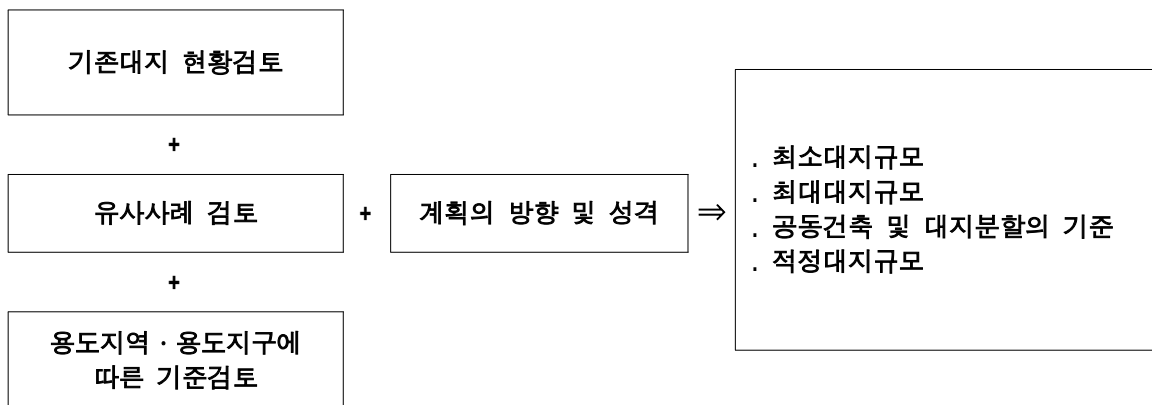 기존대지 현황검토
+
유사사례 검토
+
용도지역 · 용도지구에
따른 기준검토
+
계획의 방향 및 성격
⇒
. 최소대지규모
. 최대대지규모
. 공동건축 및 대지분할의 기준
. 적정대지규모